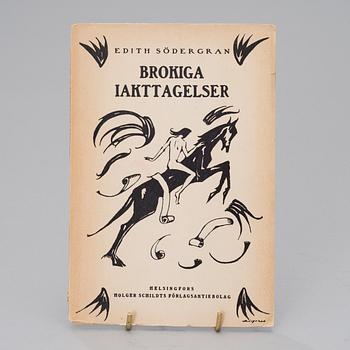 EDITH SÖDERGRAN
BROKIGA
IAKTTAGELSER
HELSINGFORS
HOLGER SCHILDTS FÖRLAGSAKTIEBOLAG